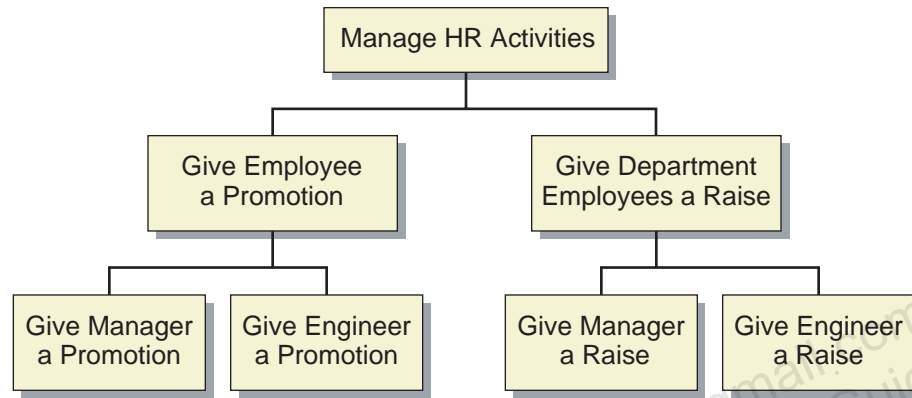 Manage HR Activities
Give Employee
a Promotion
Give Department
Employees a Raise
Give Manager
a Promotion
Give Engineer
a Promotion
Give Manager
a Raise
Give Engineer
a Raise